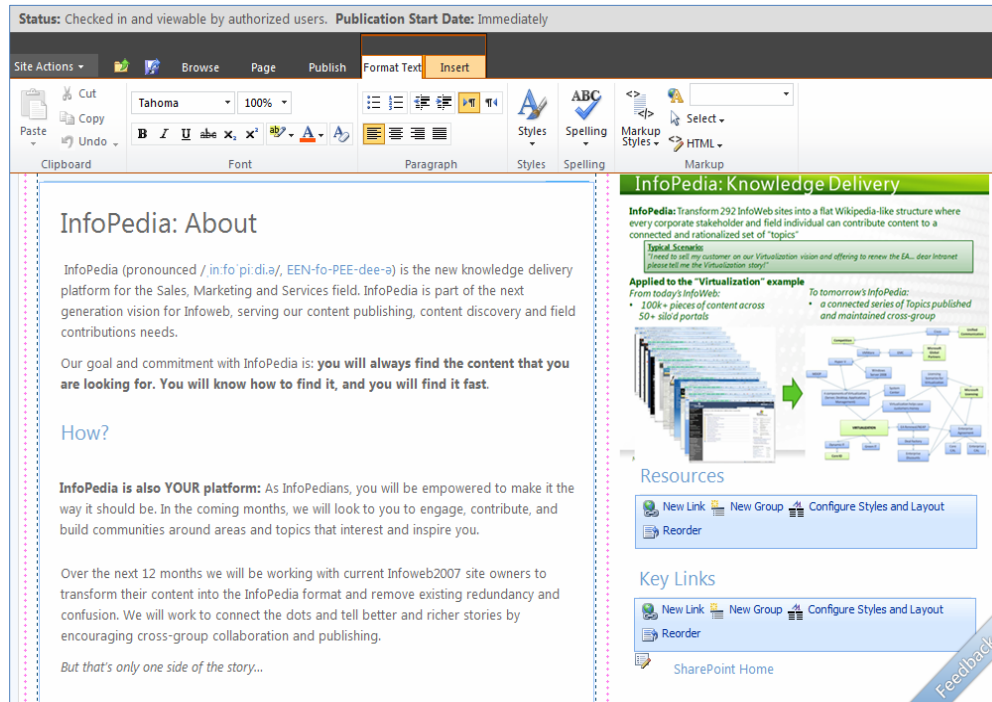 Status: Checked in and viewable by authorized users. Publication Start Date: Immediately
Site Actions Browse Page Publish Format Text Insert
Cut
Copy
Undo
Paste
Clipboard
Tahoma 100%
B I U abc x₂ x²
Font
Paragraph
Styles
Styles
ABC
Spelling
Spelling
Markup
Styles
Select
HTML
Markup
InfoPedia: About
InfoPedia (pronounced /ˌinːfoˈpiːdi.ə/, EEN-fo-PEE-dee-ə) is the new knowledge delivery
platform for the Sales, Marketing and Services field. InfoPedia is part of the next
generation vision for Infoweb, serving our content publishing, content discovery and field
contributions needs.
Our goal and commitment with InfoPedia is: you will always find the content that you
are looking for. You will know how to find it, and you will find it fast.
How?
InfoPedia is also YOUR platform: As InfoPedians, you will be empowered to make it the
way it should be. In the coming months, we will look to you to engage, contribute, and
build communities around areas and topics that interest and inspire you.
Over the next 12 months we will be working with current Infoweb2007 site owners to
transform their content into the InfoPedia format and remove existing redundancy and
confusion. We will work to connect the dots and tell better and richer stories by
encouraging cross-group collaboration and publishing.
But that's only one side of the story...
InfoPedia: Knowledge Delivery
InfoPedia: Transform 292 InfoWeb sites into a flat Wikipedia-like structure where
every corporate stakeholder and field individual can contribute content to a
connected and rationalized set of "topics"
Typical Scenario:
"I need to sell my customer on our Virtualization vision and offering to renew the EA... dear Intranet
please tell me the Virtualization story!"
Applied to the "Virtualization" example
From today's InfoWeb:
• 100k+ pieces of content across
50+ silo'd portals
To tomorrow's InfoPedia:
• a connected series of Topics published
and maintained cross-group
VIRTUALIZATION
Resources
New Link New Group Configure Styles and Layout
Reorder
Key Links
New Link New Group Configure Styles and Layout
Reorder
SharePoint Home
Feedback